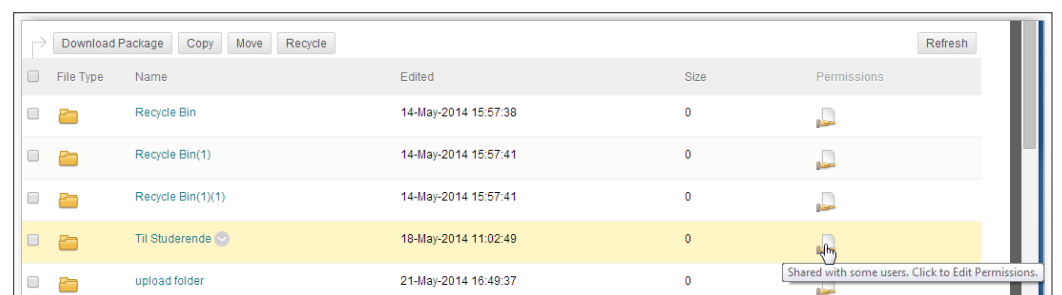 Download Package Copy Move Recycle Refresh
File Type Name Edited Size Permissions
Recycle Bin 14-May-2014 15:57:38 0
Recycle Bin(1) 14-May-2014 15:57:41 0
Recycle Bin(1)(1) 14-May-2014 15:57:41 0
Til Studerende 18-May-2014 11:02:49 0
Shared with some users. Click to Edit Permissions.
upload folder 21-May-2014 16:49:37 0